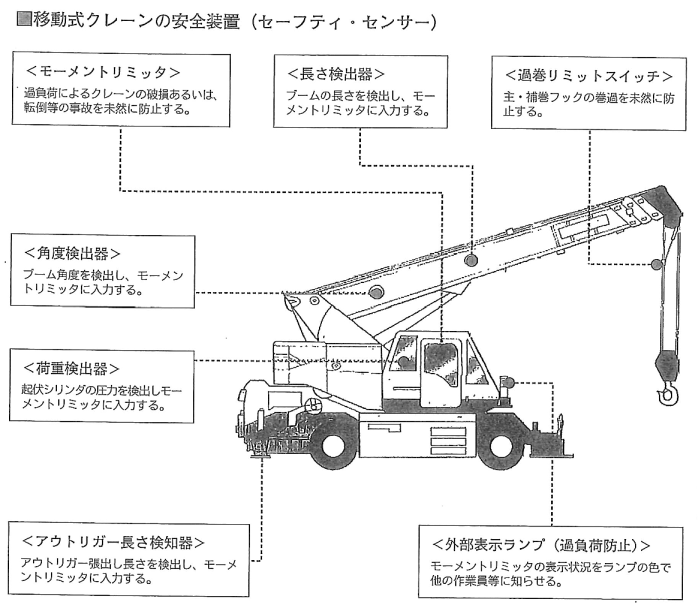 ■移動式クレーンの安全装置（セーフティ・センサー）
＜モーメントリミッタ＞
過負荷によるクレーンの破損あるいは、
転倒等の事故を未然に防止する。
＜長さ検出器＞
ブームの長さを検出し、モー
メントリミッタに入力する。
＜過巻リミットスイッチ＞
主・補巻フックの巻過を未然に防
止する。
＜角度検出器＞
ブーム角度を検出し、モーメン
トリミッタに入力する。
＜荷重検出器＞
起伏シリンダの圧力を検出しモー
メントリミッタに入力する。
＜アウトリガー長さ検知器＞
アウトリガー張出し長さを検出し、モーメ
ントリミッタに入力する。
＜外部表示ランプ（過負荷防止）＞
モーメントリミッタの表示状況をランプの色で
他の作業員等に知らせる。